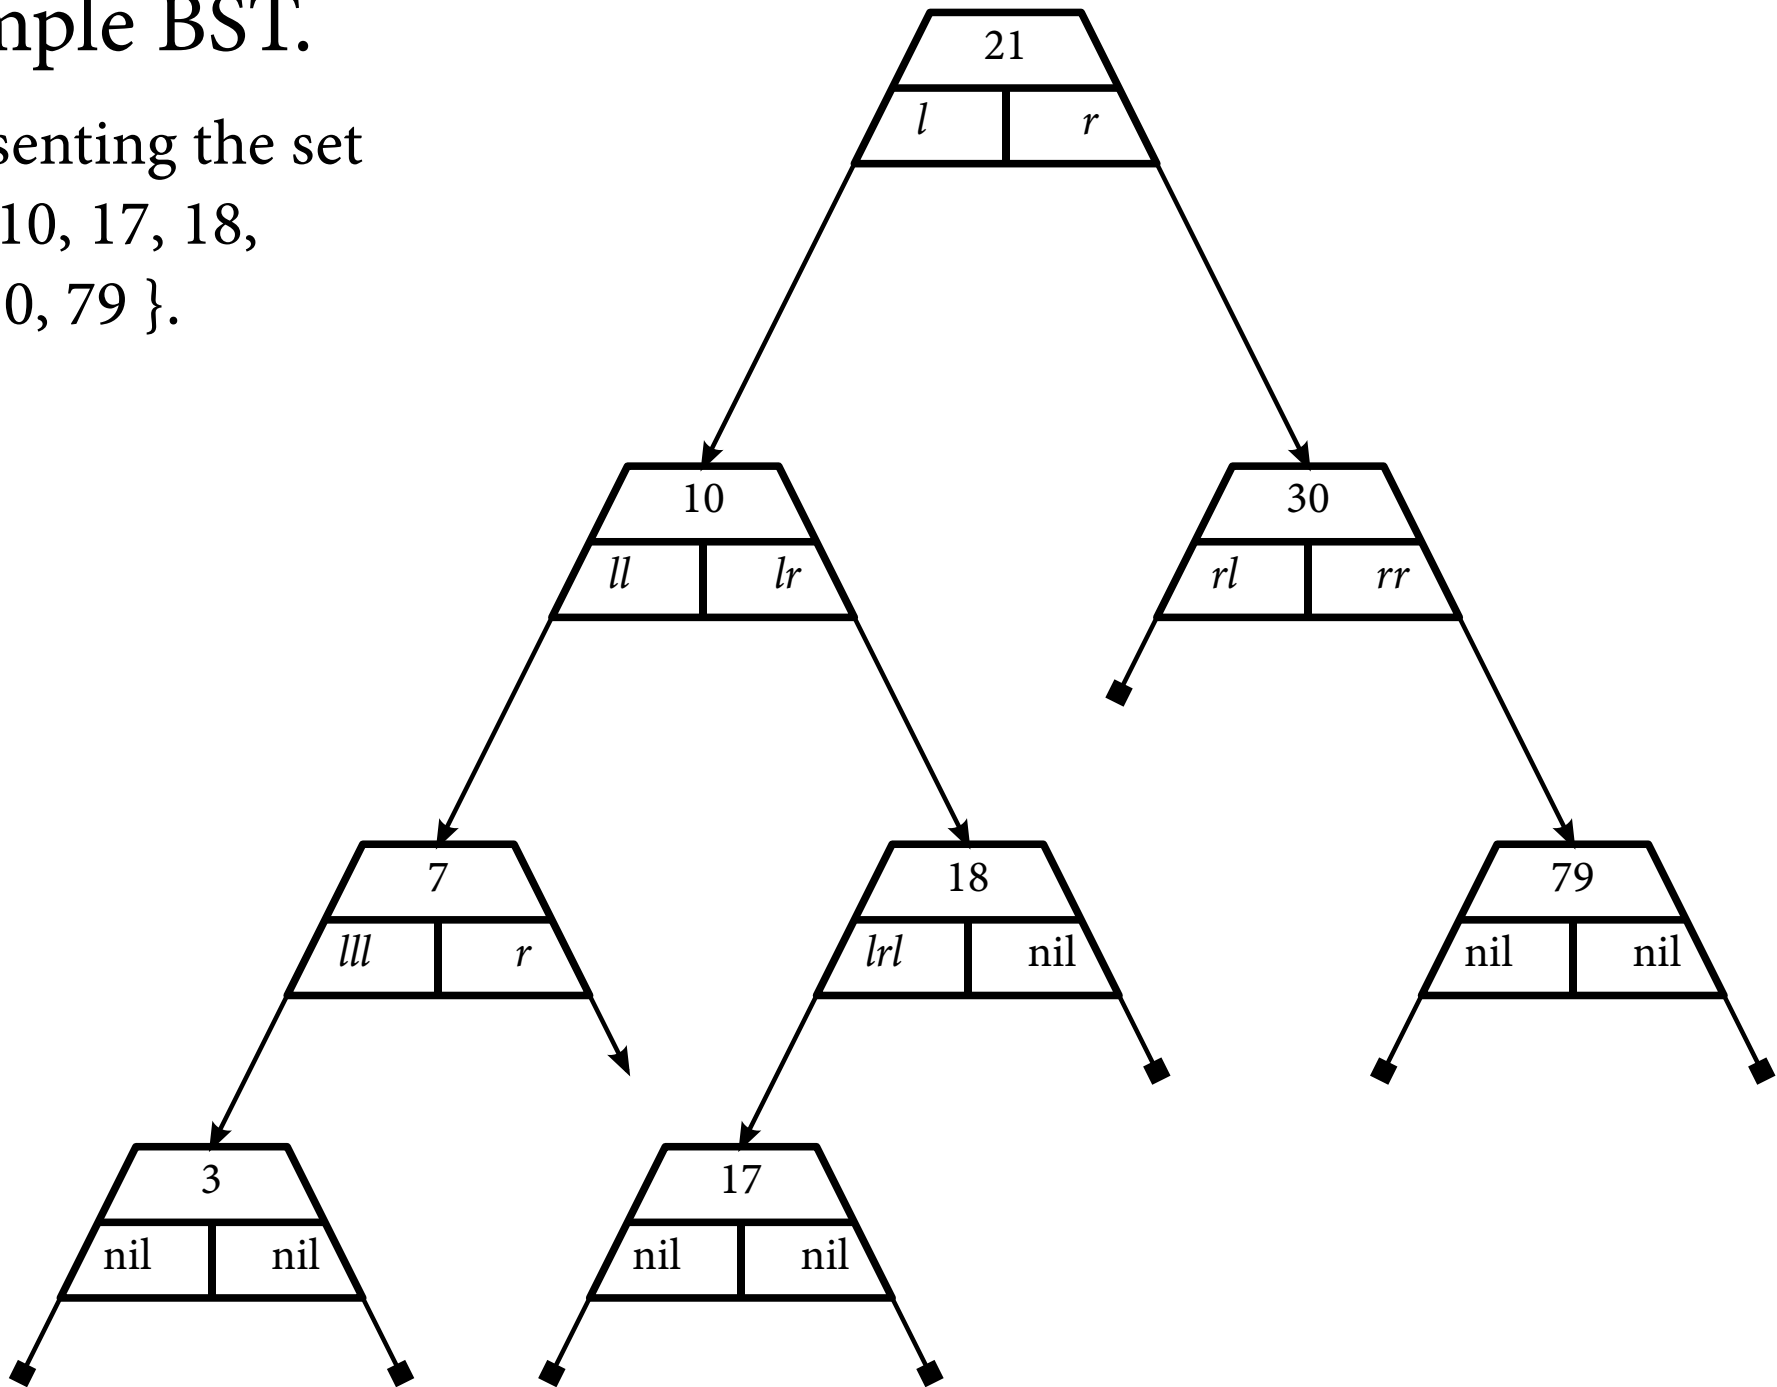 mple BST.
senting the set
10, 17, 18,
0, 79 }.
21
l r
10
ll lr
30
rl rr
7
lll r
18
lrl nil
79
nil nil
3
nil nil
17
nil nil